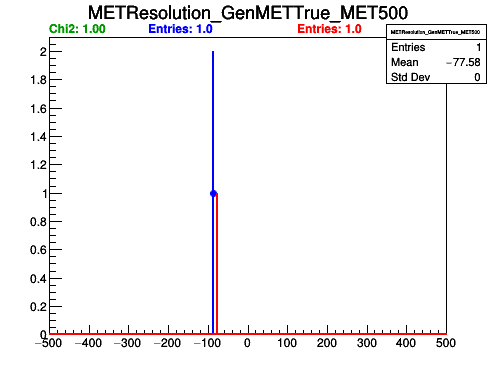 METResolution_GenMETTrue_MET500
Chi2: 1.00 Entries: 1.0 Entries: 1.0
METResolution_GenMETTrue_MET500
Entries 1
Mean −77.58
Std Dev 0
2
1.8
1.6
1.4
1.2
1
0.8
0.6
0.4
0.2
0
−500 −400 −300 −200 −100 0 100 200 300 400 500